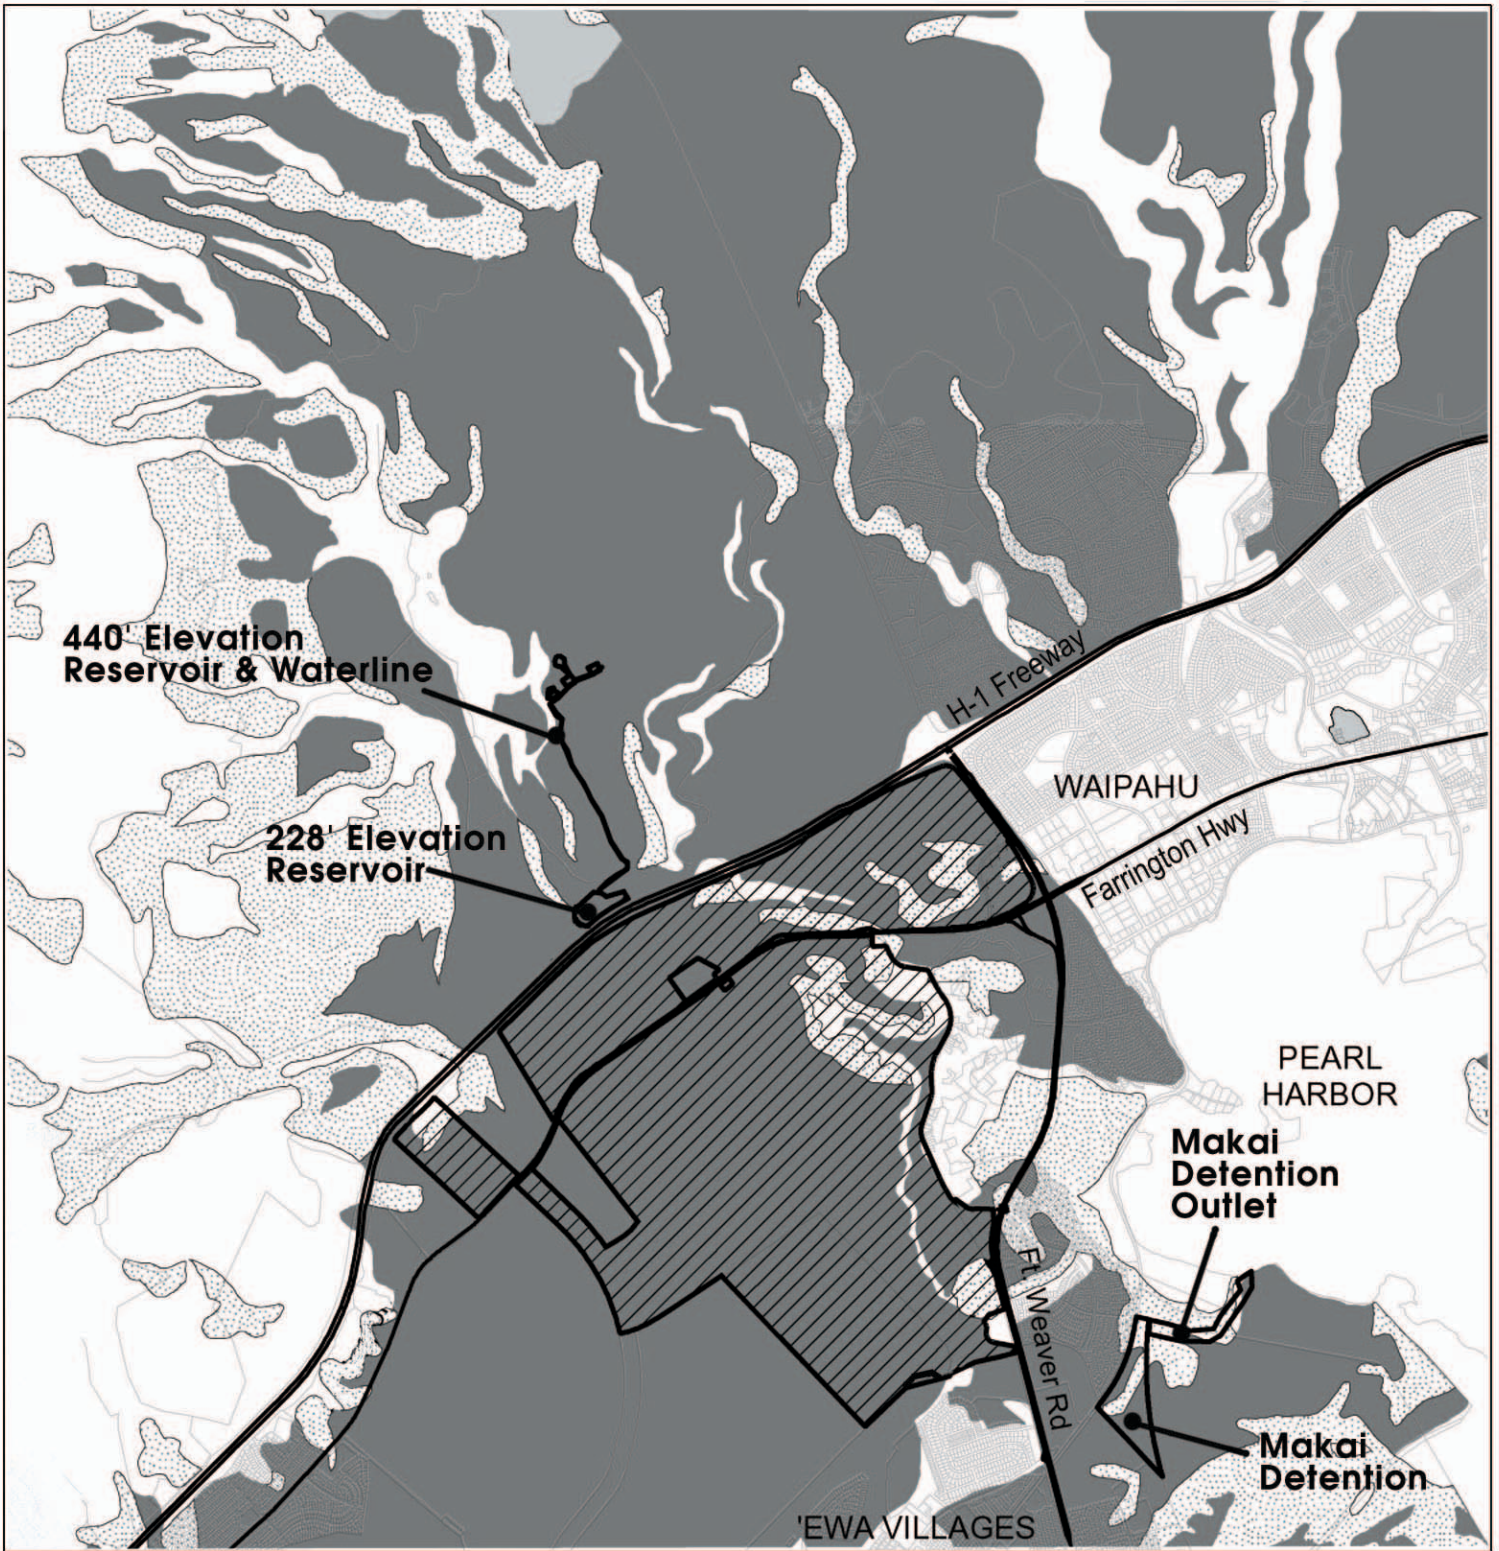 440' Elevation
Reservoir & Waterline
H-1 Freeway
WAIPAHU
228' Elevation
Reservoir
Farrington Hwy
PEARL
HARBOR
Makai
Detention
Outlet
Ft. Weaver Rd
Makai
Detention
'EWA VILLAGES